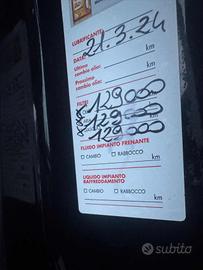 LUBRIFICANTE
DATA 21.3.24
Ultimo cambio olio: km
Prossimo cambio olio: km
FILTRI
129000
129000
129000
FLUIDO IMPIANTO FRENANTE
☐ CAMBIO ☐ RABBOCCO km
LIQUIDO IMPIANTO
RAFFREDDAMENTO
☐ CAMBIO ☐ RABBOCCO km
subito